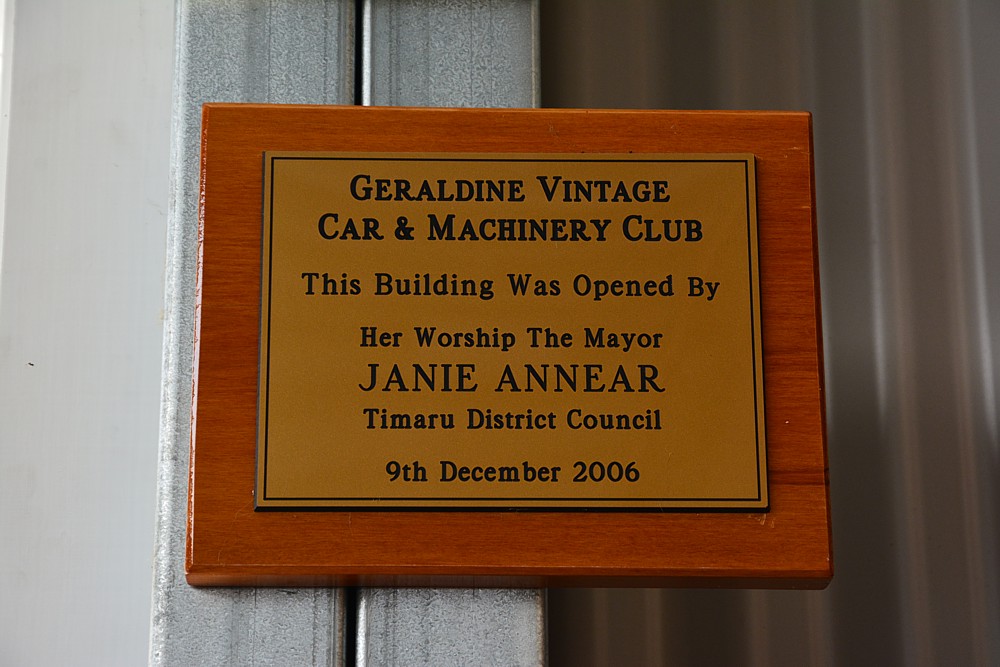 GERALDINE VINTAGE
CAR & MACHINERY CLUB
This Building Was Opened By
Her Worship The Mayor
JANIE ANNEAR
Timaru District Council
9th December 2006